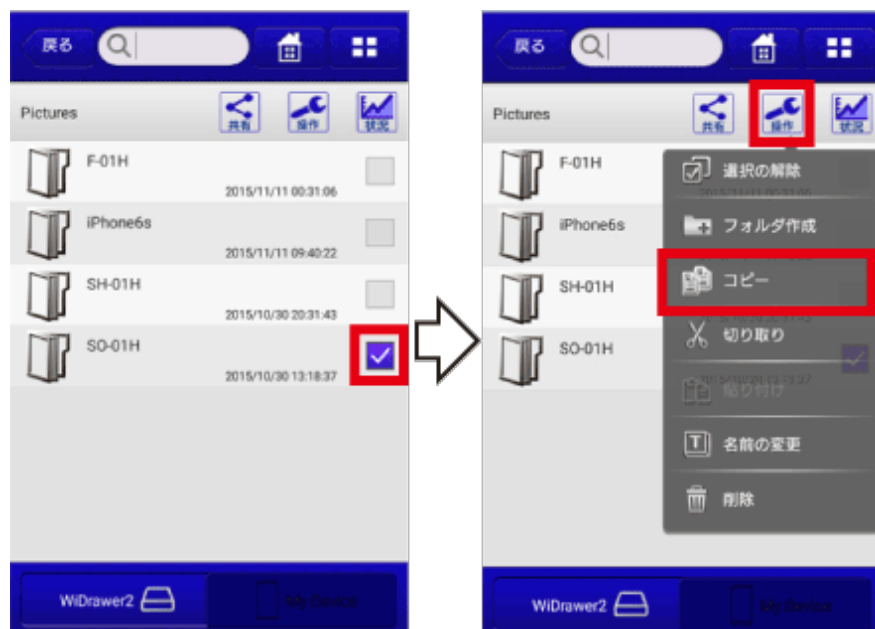 戻る
Pictures
共有
操作
状況
F-01H
2015/11/11 00:31:06
iPhone6s
2015/11/11 09:40:22
SH-01H
2015/10/30 20:31:43
SO-01H
2015/10/30 13:18:37
WiDrawer2
My Device
戻る
Pictures
共有
操作
状況
F-01H
iPhone6s
SH-01H
SO-01H
選択の解除
フォルダ作成
コピー
切り取り
貼り付け
名前の変更
削除
WiDrawer2
My Device